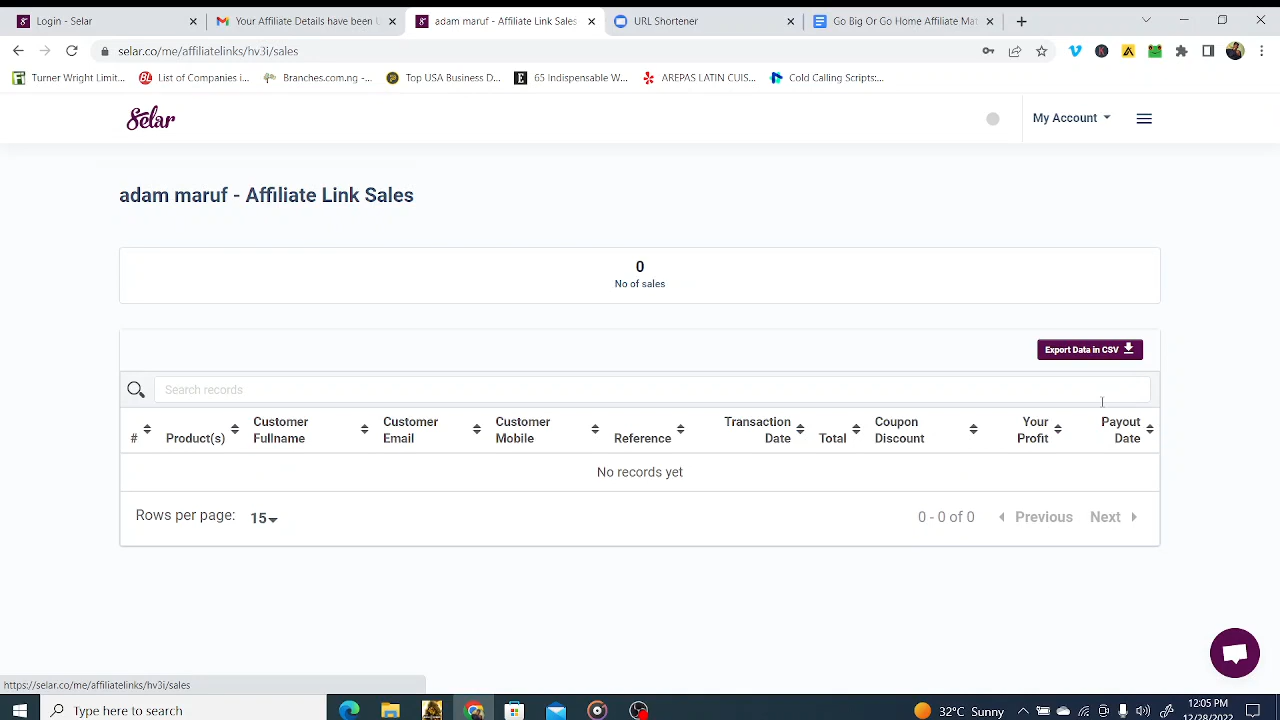 Login - Selar
Your Affiliate Details have been U
adam maruf - Affiliate Link Sales
URL Shortener
Go Big Or Go Home Affiliate Mat
selar.co/me/affiliatelinks/hv3i/sales
Turner Wright Limit...
List of Companies i...
Branches.com.ng -...
Top USA Business D...
65 Indispensable W...
AREPAS LATIN CUIS...
Cold Calling Scripts:...
Selar
My Account
adam maruf - Affiliate Link Sales
0
No of sales
Export Data in CSV
Search records
# Product(s) Customer Fullname Customer Email Customer Mobile Reference Transaction Date Total Coupon Discount Your Profit Payout Date
No records yet
Rows per page: 15
0 - 0 of 0 Previous Next
https://selar.co/me/affiliatelinks/hv3i/sales
Type here to search
32°C Sunny
12:05 PM
12/28/2022